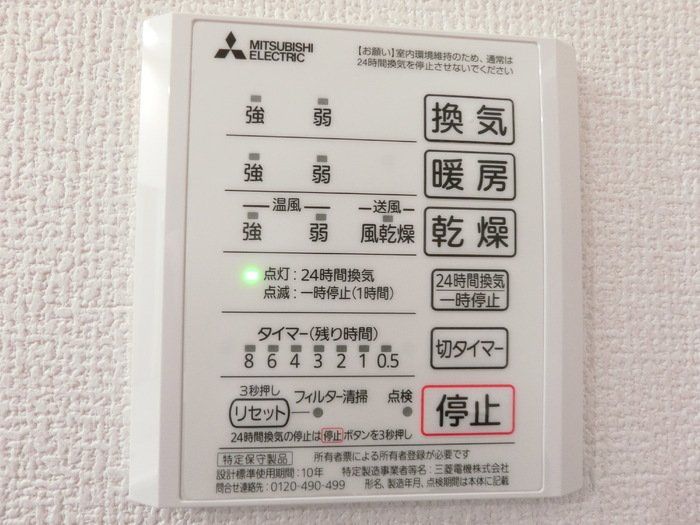 MITSUBISHI
ELECTRIC
【お願い】室内環境維持のため、通常は
24時間換気を停止させないでください
強 弱 換気
強 弱 暖房
温風 送風
強 弱 風乾燥 乾燥
点灯：24時間換気
点滅：一時停止(1時間)
24時間換気
一時停止
タイマー(残り時間)
8 6 4 3 2 1 0.5
切タイマー
3秒押し フィルター清掃 点検
リセット
停止
24時間換気の停止は停止ボタンを3秒押し
特定保守製品 所有者票による所有者登録が必要です
設計標準使用期間：10年 特定製造事業者等名：三菱電機株式会社
問合せ連絡先：0120-490-499 形名、製造年月、点検期間は本体に記載